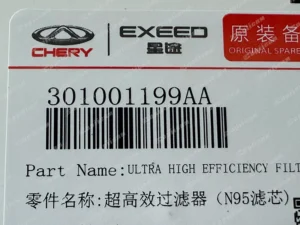 CHERY EXEED 星途 原装备
ORIGINAL SPARE
301001199AA
Part Name:ULTRA HIGH EFFICIENCY FILT
零件名称:超高效过滤器（N95滤芯）